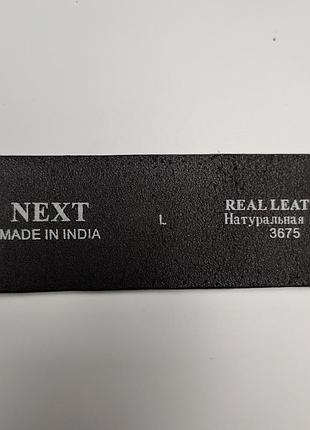 NEXT
MADE IN INDIA
L
REAL LEAT
Натуральная
3675